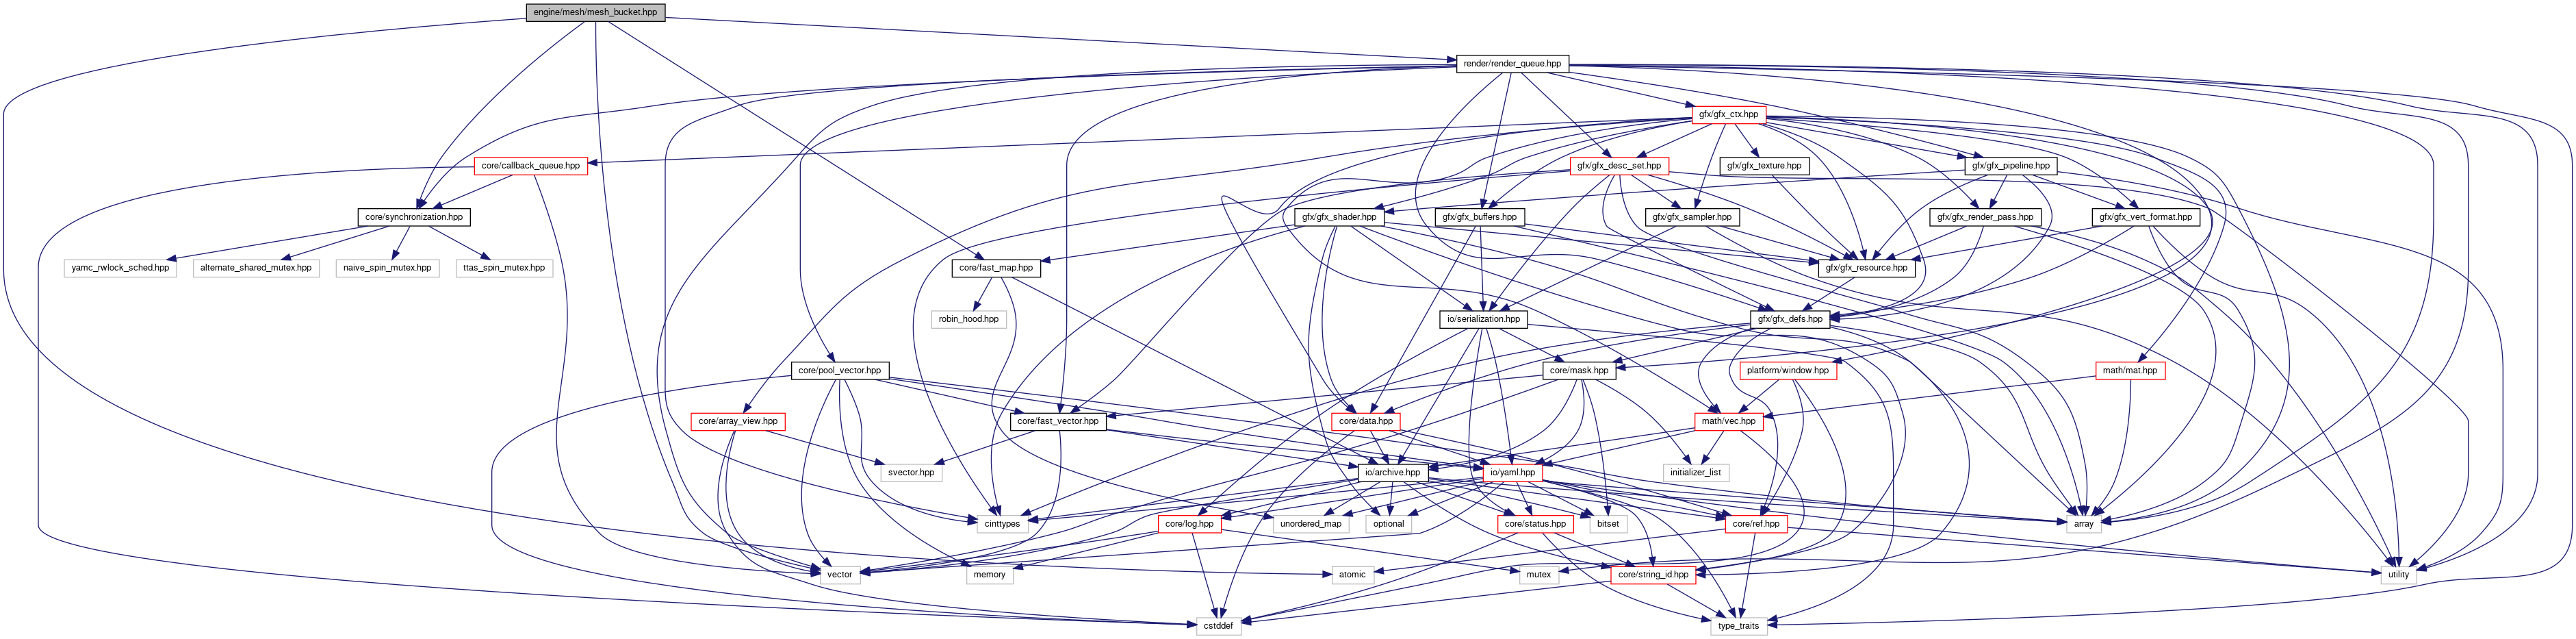 engine/mesh/mesh_bucket.hpp
render/render_queue.hpp
gfx/gfx_ctx.hpp
core/callback_queue.hpp
gfx/gfx_desc_set.hpp
gfx/gfx_texture.hpp
gfx/gfx_pipeline.hpp
core/synchronization.hpp
gfx/gfx_shader.hpp
gfx/gfx_buffers.hpp
gfx/gfx_sampler.hpp
gfx/gfx_render_pass.hpp
gfx/gfx_vert_format.hpp
yamc_rwlock_sched.hpp
alternate_shared_mutex.hpp
naive_spin_mutex.hpp
ttas_spin_mutex.hpp
core/fast_map.hpp
gfx/gfx_resource.hpp
robin_hood.hpp
io/serialization.hpp
gfx/gfx_defs.hpp
core/pool_vector.hpp
core/mask.hpp
platform/window.hpp
math/mat.hpp
core/array_view.hpp
core/fast_vector.hpp
core/data.hpp
math/vec.hpp
svector.hpp
io/archive.hpp
io/yaml.hpp
initializer_list
cinttypes
core/log.hpp
unordered_map
optional
core/status.hpp
bitset
core/ref.hpp
array
vector
memory
atomic
mutex
core/string_id.hpp
utility
cstddef
type_traits